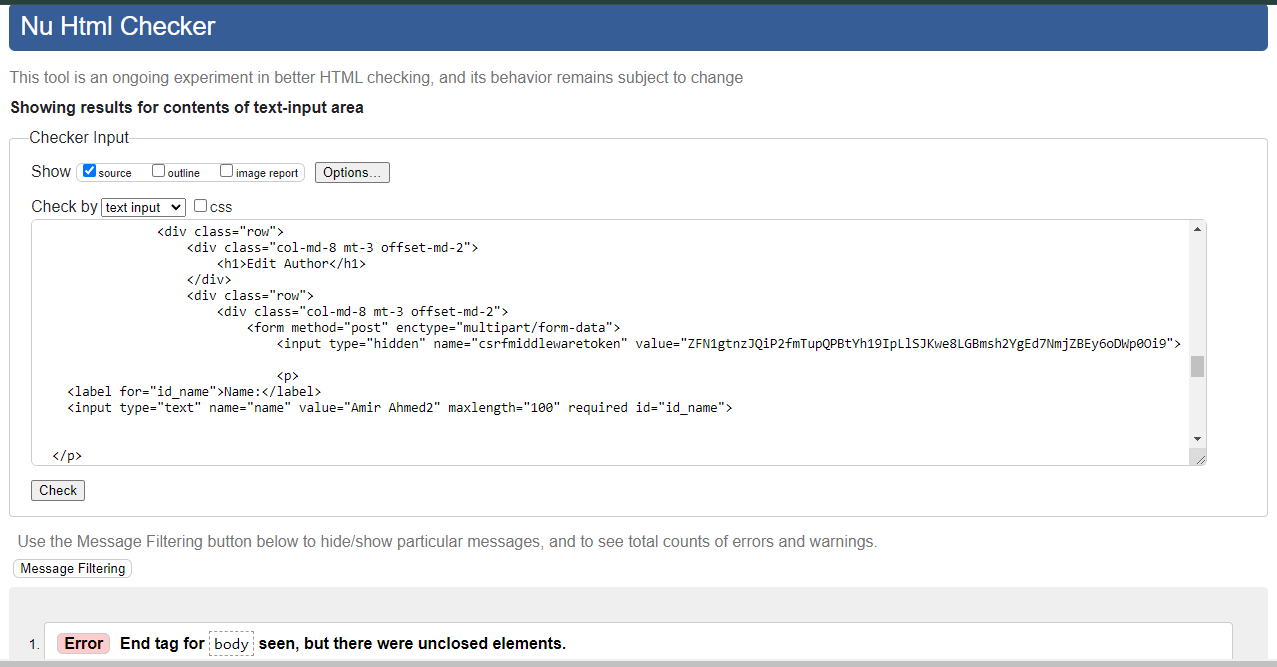 Nu Html Checker
This tool is an ongoing experiment in better HTML checking, and its behavior remains subject to change
Showing results for contents of text-input area
Checker Input
Show source outline image report Options...
Check by text input css
<div class="row">
<div class="col-md-8 mt-3 offset-md-2">
<h1>Edit Author</h1>
</div>
<div class="row">
<div class="col-md-8 mt-3 offset-md-2">
<form method="post" enctype="multipart/form-data">
<input type="hidden" name="csrfmiddlewaretoken" value="ZFN1gtnzJQiP2fmTupQPBtYh19IpLlSJKwe8LGBmsh2YgEd7NmjZBEy6oDWp0Oi9">
<p>
<label for="id_name">Name:</label>
<input type="text" name="name" value="Amir Ahmed2" maxlength="100" required id="id_name">
</p>
Check
Use the Message Filtering button below to hide/show particular messages, and to see total counts of errors and warnings.
Message Filtering
1. Error End tag for body seen, but there were unclosed elements.